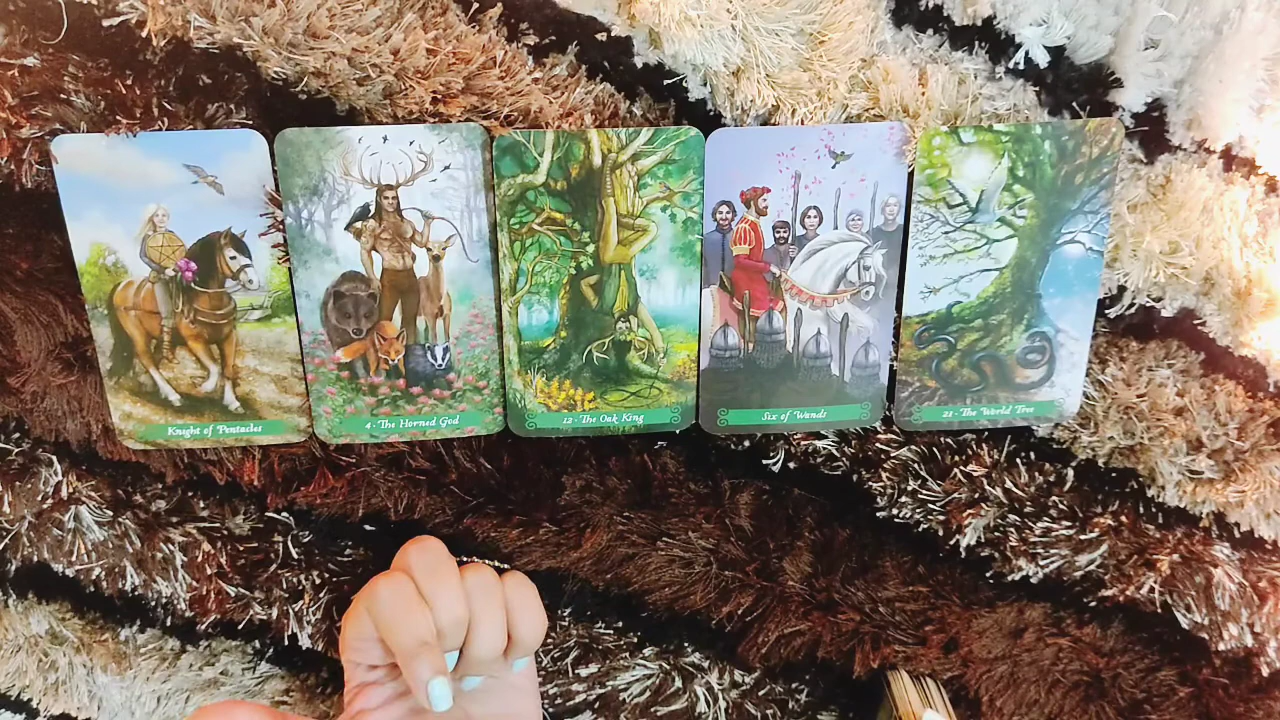 Knight of Pentacles
4 - The Horned God
12 - The Oak King
Six of Wands
21 - The World Tree